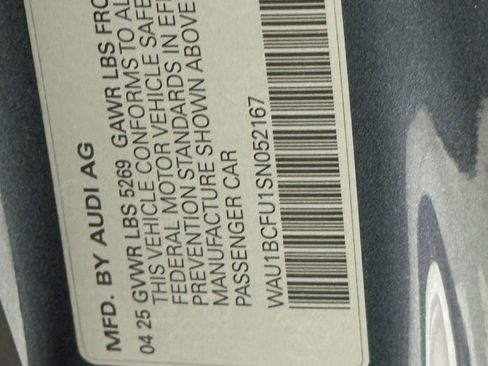 MFD. BY AUDI AG
04 25 GVWR LBS 5269 GAWR LBS FRO
THIS VEHICLE CONFORMS TO AL
FEDERAL MOTOR VEHICLE SAFE
PREVENTION STANDARDS IN EFF
MANUFACTURE SHOWN ABOVE
PASSENGER CAR
WAU1BCFU1SN052167